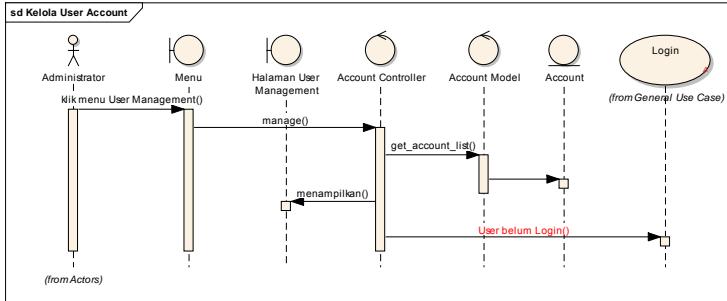 sd Kelola User Account
Administrator
Menu
Halaman User
Management
Account Controller
Account Model
Account
Login
(from General Use Case)
klik menu User Management()
manage()
get_account_list()
menampilkan()
User belum Login()
(from Actors)